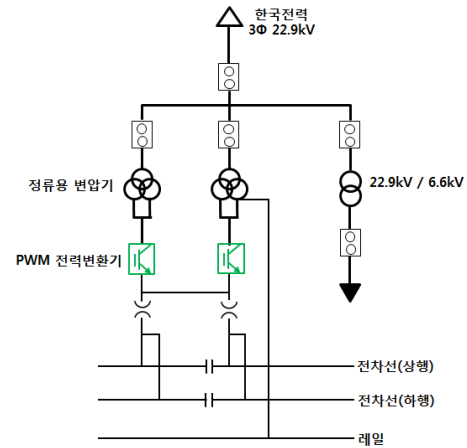 한국전력
3Φ 22.9kV
정류용 변압기
22.9kV / 6.6kV
PWM 전력변환기
전차선(상행)
전차선(하행)
레일